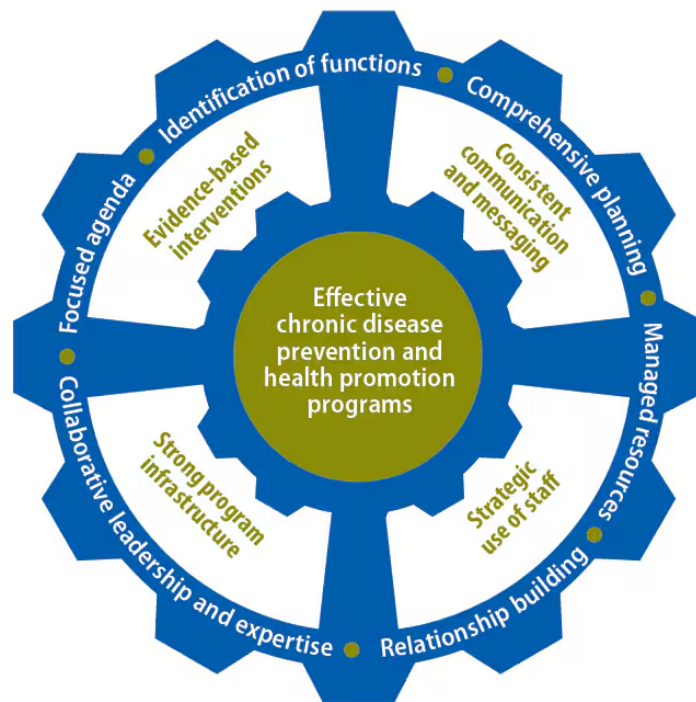 Identification of functions
Comprehensive planning
Managed resources
Relationship building
Collaborative leadership and expertise
Focused agenda
Evidence-based
interventions
Consistent
communication
and messaging
Effective
chronic disease
prevention and
health promotion
programs
Strong program
infrastructure
Strategic
use of staff